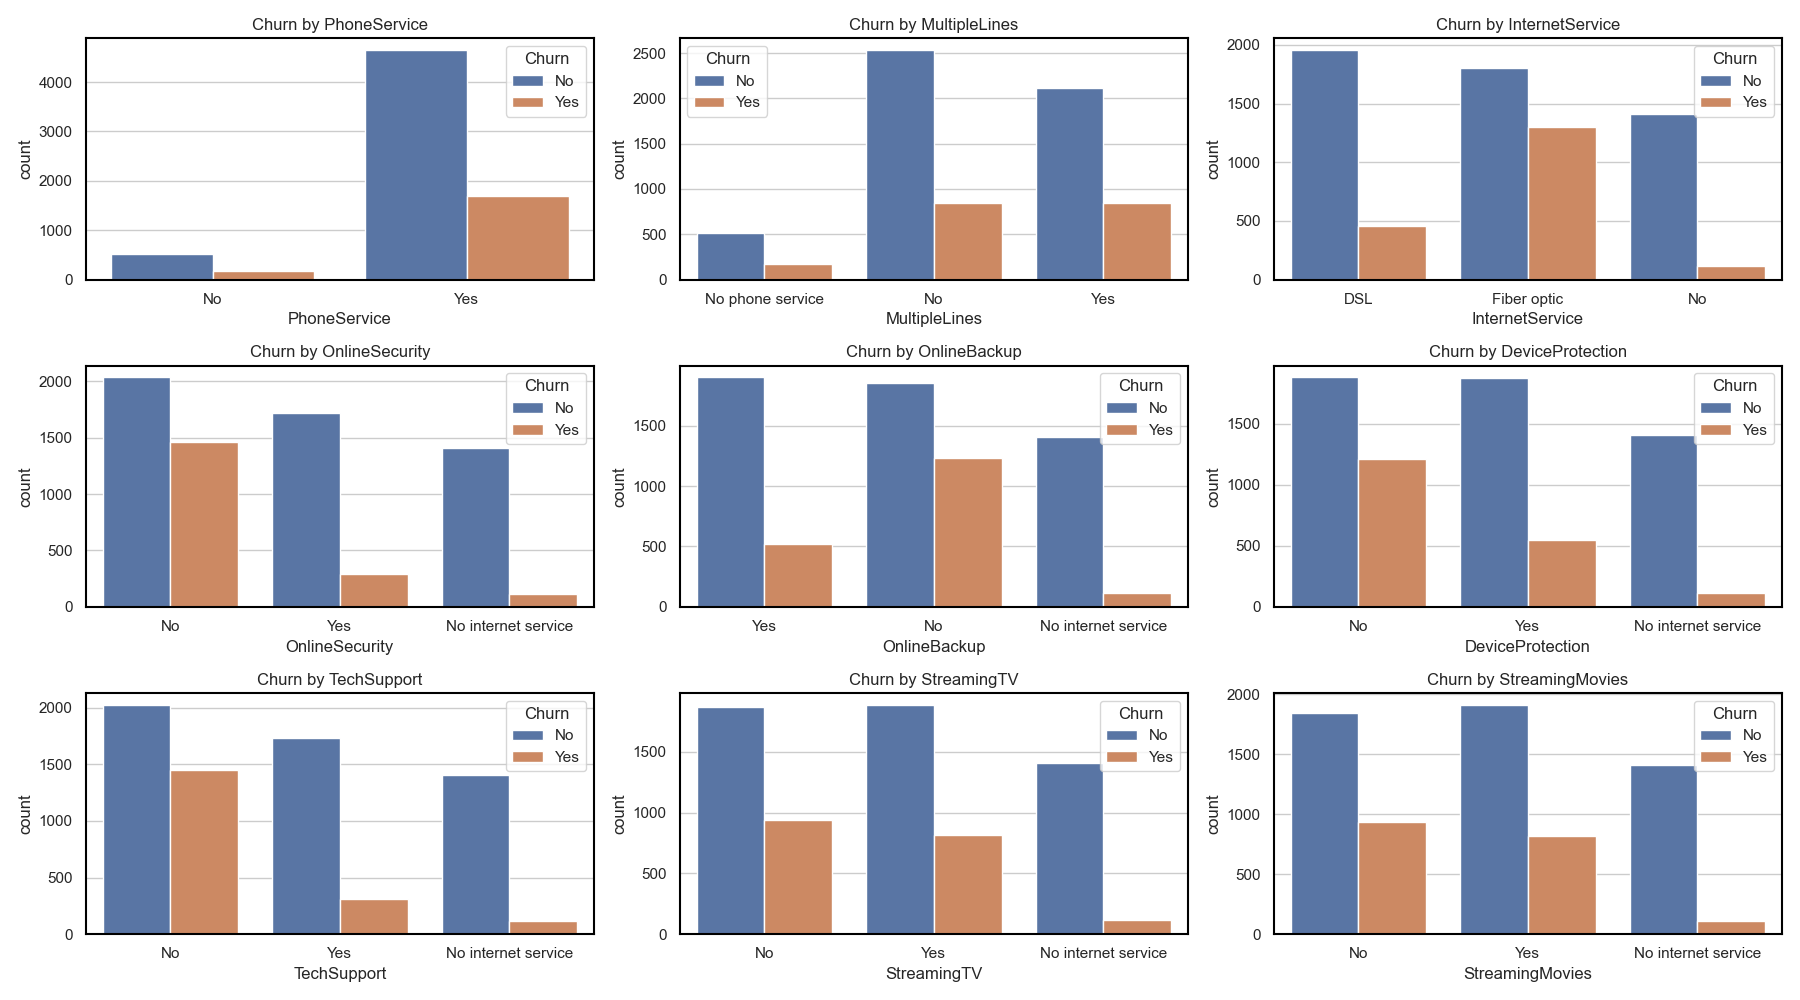 Churn by PhoneService
Churn
No
Yes
4000
3000
2000
1000
0
count
No
Yes
PhoneService
Churn by MultipleLines
Churn
No
Yes
2500
2000
1500
1000
500
0
count
No phone service
No
Yes
MultipleLines
Churn by InternetService
Churn
No
Yes
2000
1500
1000
500
0
count
DSL
Fiber optic
No
InternetService
Churn by OnlineSecurity
Churn
No
Yes
2000
1500
1000
500
0
count
No
Yes
No internet service
OnlineSecurity
Churn by OnlineBackup
Churn
No
Yes
1500
1000
500
0
count
Yes
No
No internet service
OnlineBackup
Churn by DeviceProtection
Churn
No
Yes
1500
1000
500
0
count
No
Yes
No internet service
DeviceProtection
Churn by TechSupport
Churn
No
Yes
2000
1500
1000
500
0
count
No
Yes
No internet service
TechSupport
Churn by StreamingTV
Churn
No
Yes
1500
1000
500
0
count
No
Yes
No internet service
StreamingTV
Churn by StreamingMovies
Churn
No
Yes
2000
1500
1000
500
0
count
No
Yes
No internet service
StreamingMovies